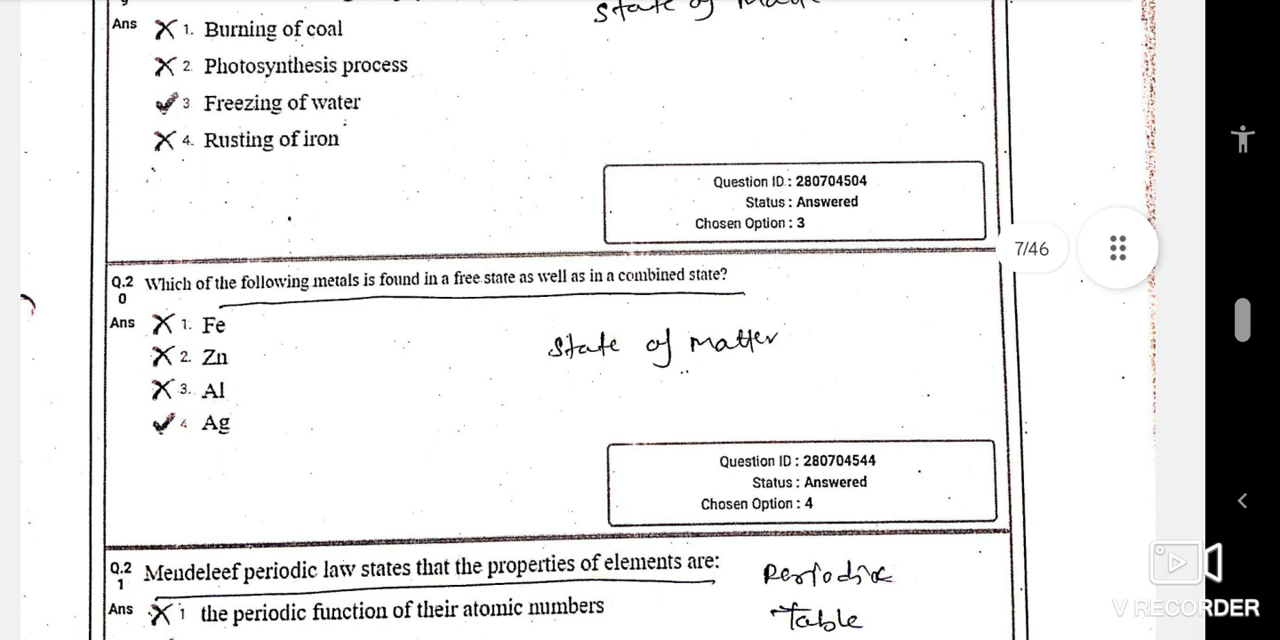 State of
Ans
1. Burning of coal
2. Photosynthesis process
3 Freezing of water
4. Rusting of iron
Question ID : 280704504
Status : Answered
Chosen Option : 3
7/46
Q.2
0
Which of the following metals is found in a free state as well as in a combined state?
Ans
1. Fe
2. Zn
3. Al
4 Ag
State of matter
Question ID : 280704544
Status : Answered
Chosen Option : 4
Q.2
1
Mendeleef periodic law states that the properties of elements are:
Periodic
Table
Ans
1 the periodic function of their atomic numbers
V RECORDER